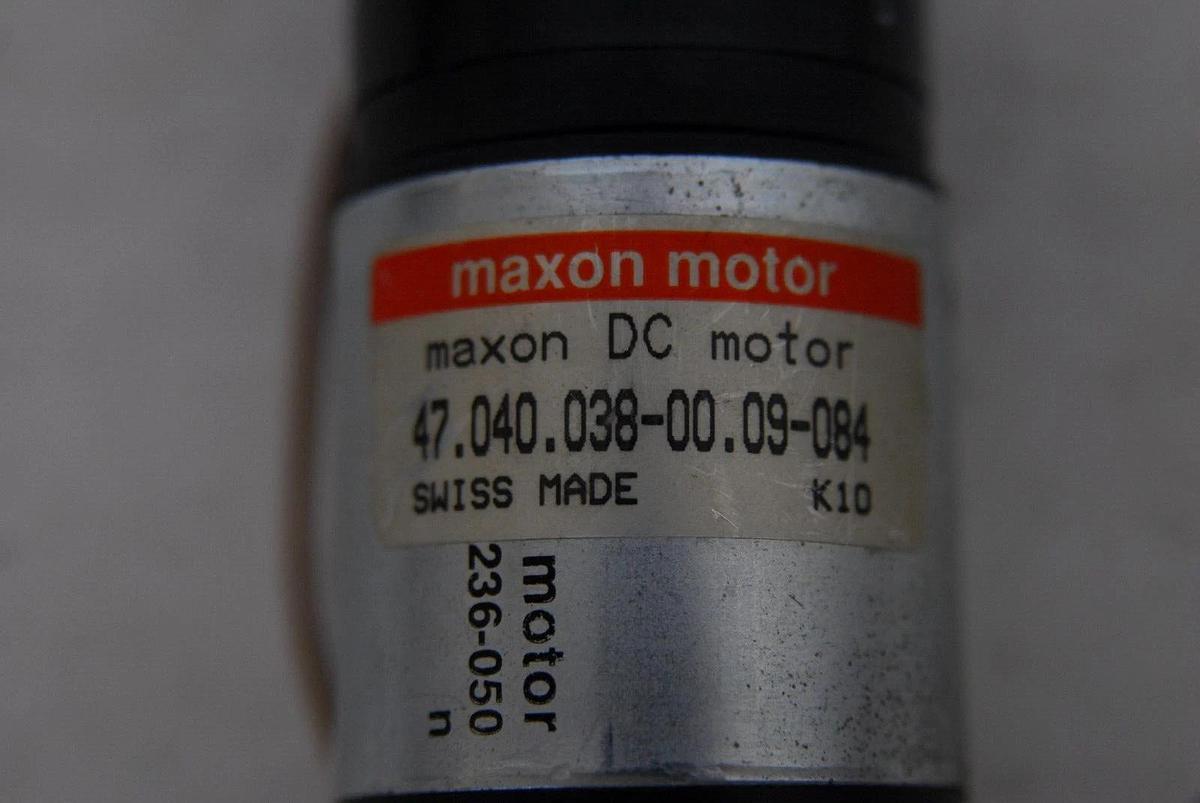 maxon motor
maxon DC motor
47.040.038-00.09-084
SWISS MADE K10
motor
236-050
n